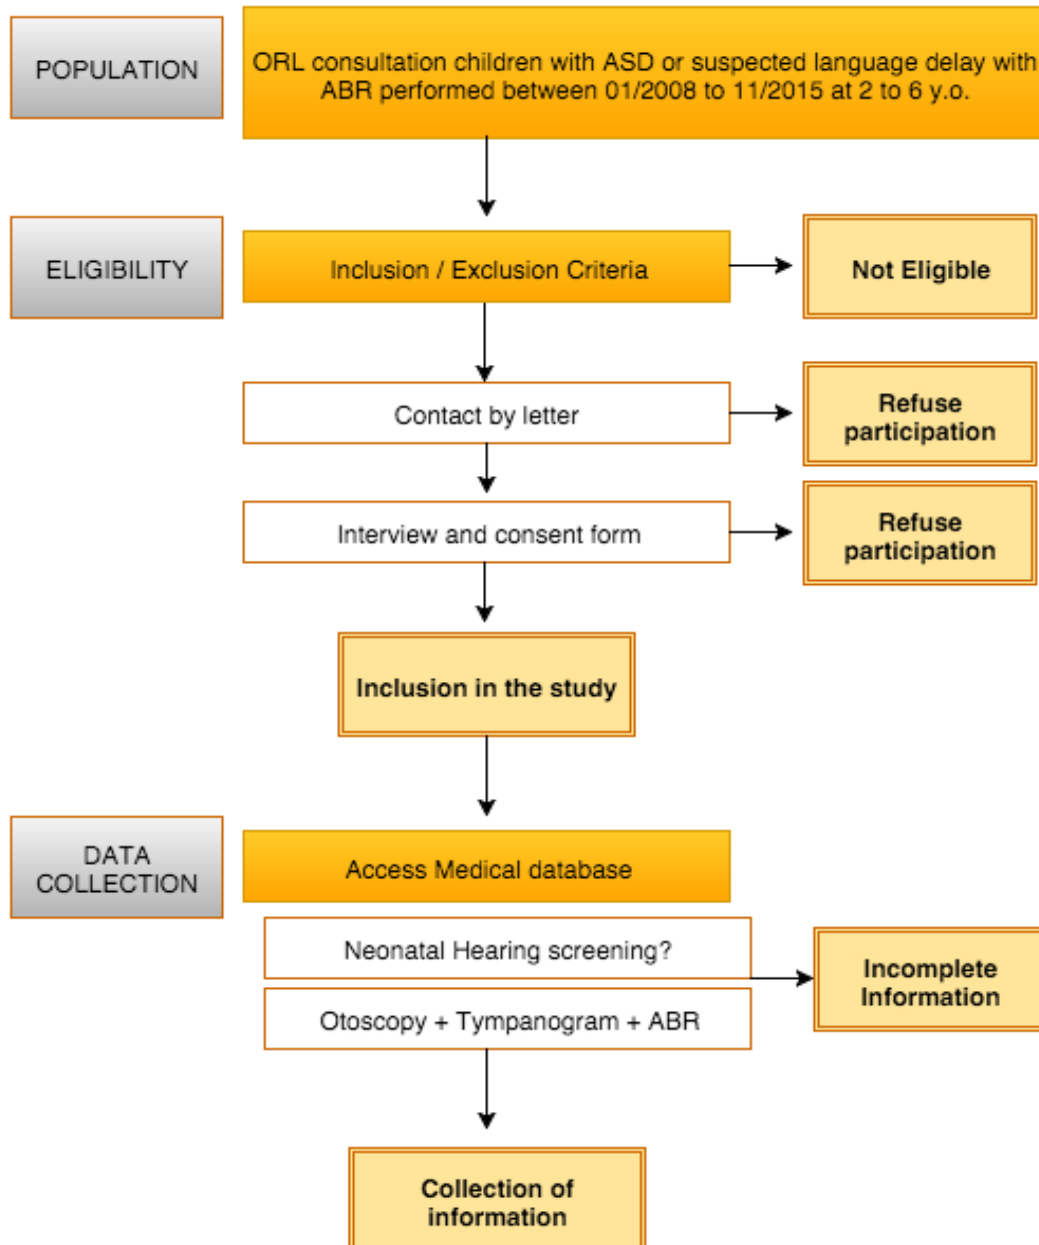 POPULATION
ORL consultation children with ASD or suspected language delay with
ABR performed between 01/2008 to 11/2015 at 2 to 6 y.o.
ELIGIBILITY
Inclusion / Exclusion Criteria
Not Eligible
Contact by letter
Refuse
participation
Interview and consent form
Refuse
participation
Inclusion in the study
DATA
COLLECTION
Access Medical database
Neonatal Hearing screening?
Incomplete
Information
Otoscopy + Tympanogram + ABR
Collection of
information